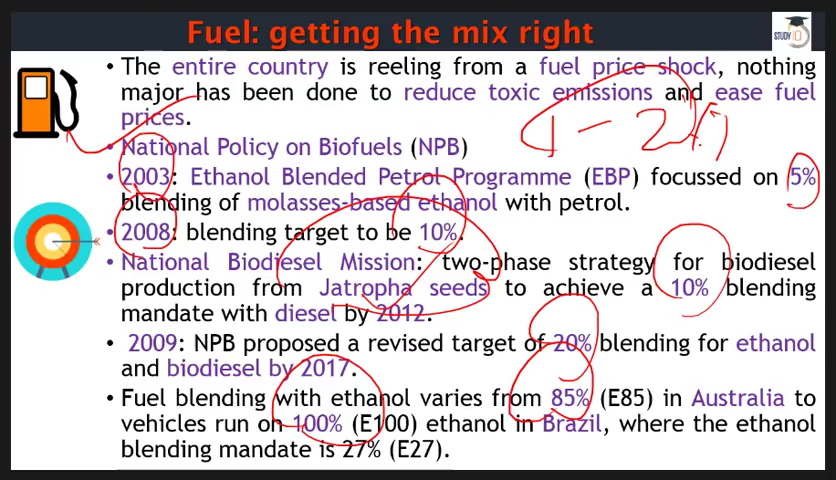 Fuel: getting the mix right
STUDY IQ
• The entire country is reeling from a fuel price shock, nothing
major has been done to reduce toxic emissions and ease fuel
prices.
• National Policy on Biofuels (NPB)
• 2003: Ethanol Blended Petrol Programme (EBP) focussed on 5%
blending of molasses-based ethanol with petrol.
• 2008: blending target to be 10%.
• National Biodiesel Mission: two-phase strategy for biodiesel
production from Jatropha seeds to achieve a 10% blending
mandate with diesel by 2012.
• 2009: NPB proposed a revised target of 20% blending for ethanol
and biodiesel by 2017.
• Fuel blending with ethanol varies from 85% (E85) in Australia to
vehicles run on 100% (E100) ethanol in Brazil, where the ethanol
blending mandate is 27% (E27).